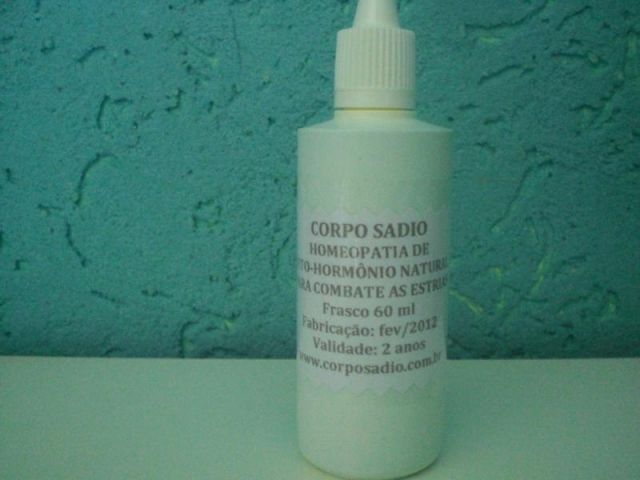 CORPO SADIO
HOMEOPATIA DE
NATURAL
COMBATE AS ESTRIAS
Frasco 60 ml
Fabricação: fev/2012
Validade: 2 anos
www.corposadio.com.br